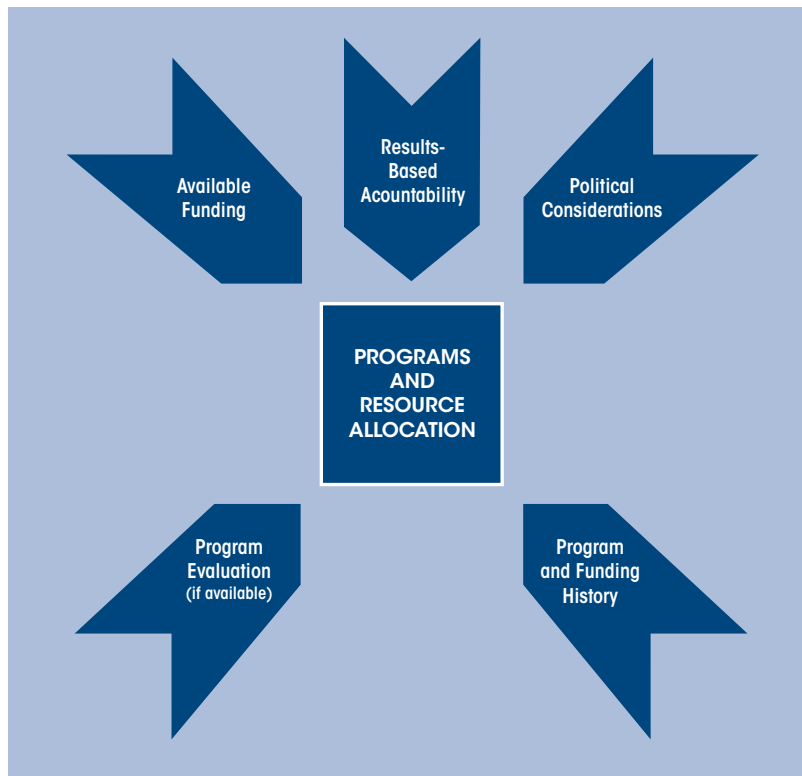 Available
Funding
Results-
Based
Acountability
Political
Considerations
PROGRAMS
AND
RESOURCE
ALLOCATION
Program
Evaluation
(if available)
Program
and Funding
History